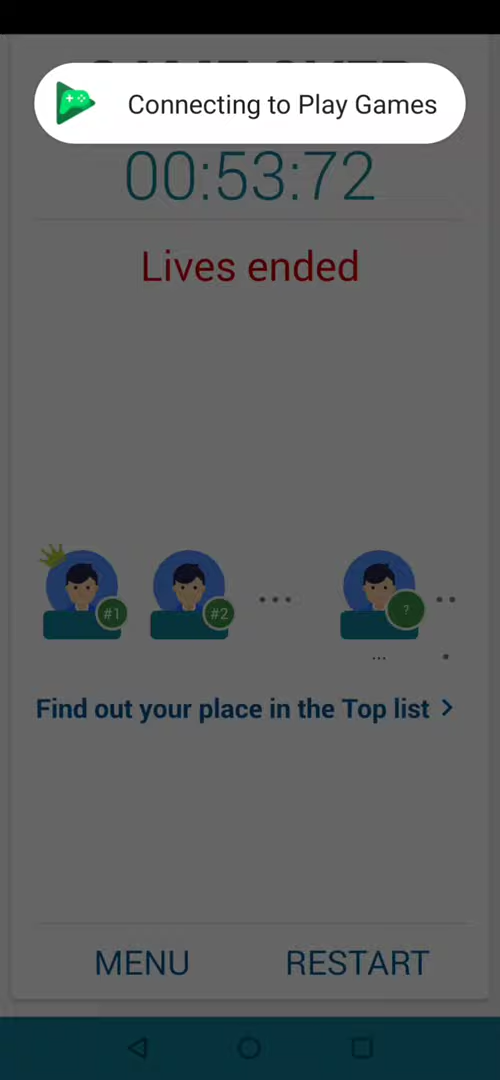 Connecting to Play Games
00:53:72
Lives ended
#1
#2
...
?
..
...
.
Find out your place in the Top list >
MENU
RESTART